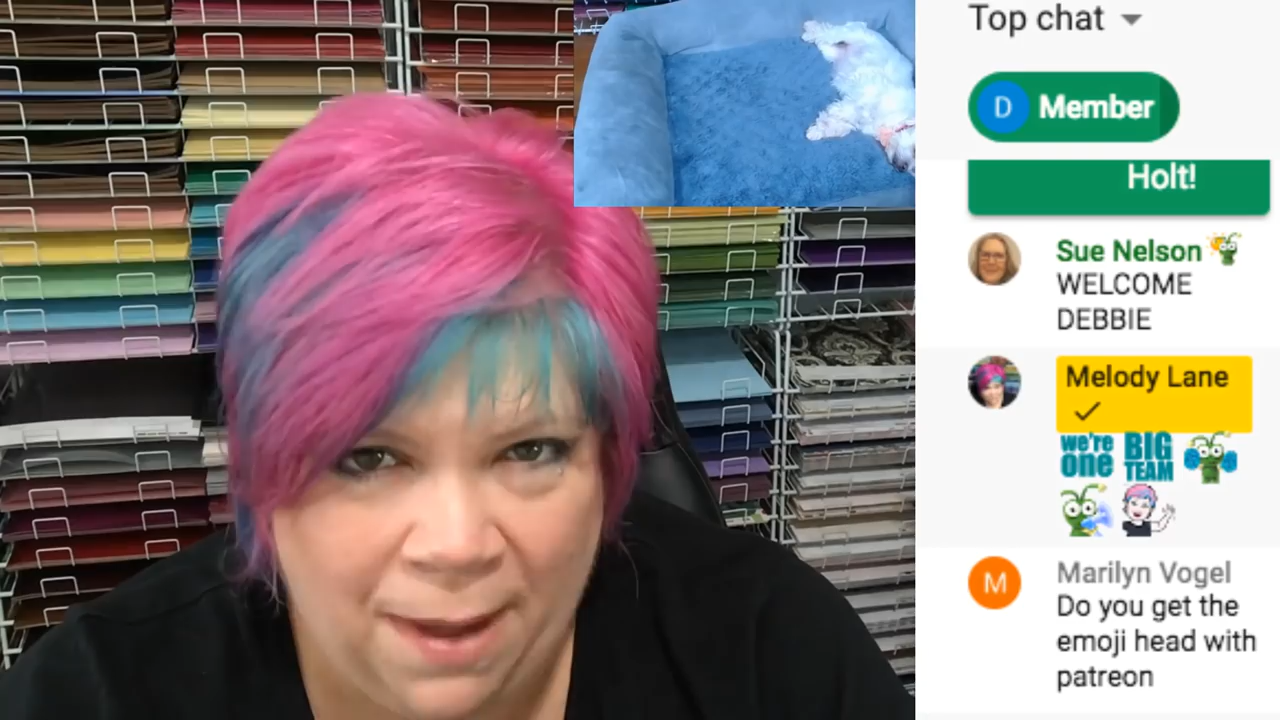 Top chat
D Member
Holt!
Sue Nelson
WELCOME
DEBBIE
Melody Lane
we're one BIG TEAM
M Marilyn Vogel
Do you get the
emoji head with
patreon